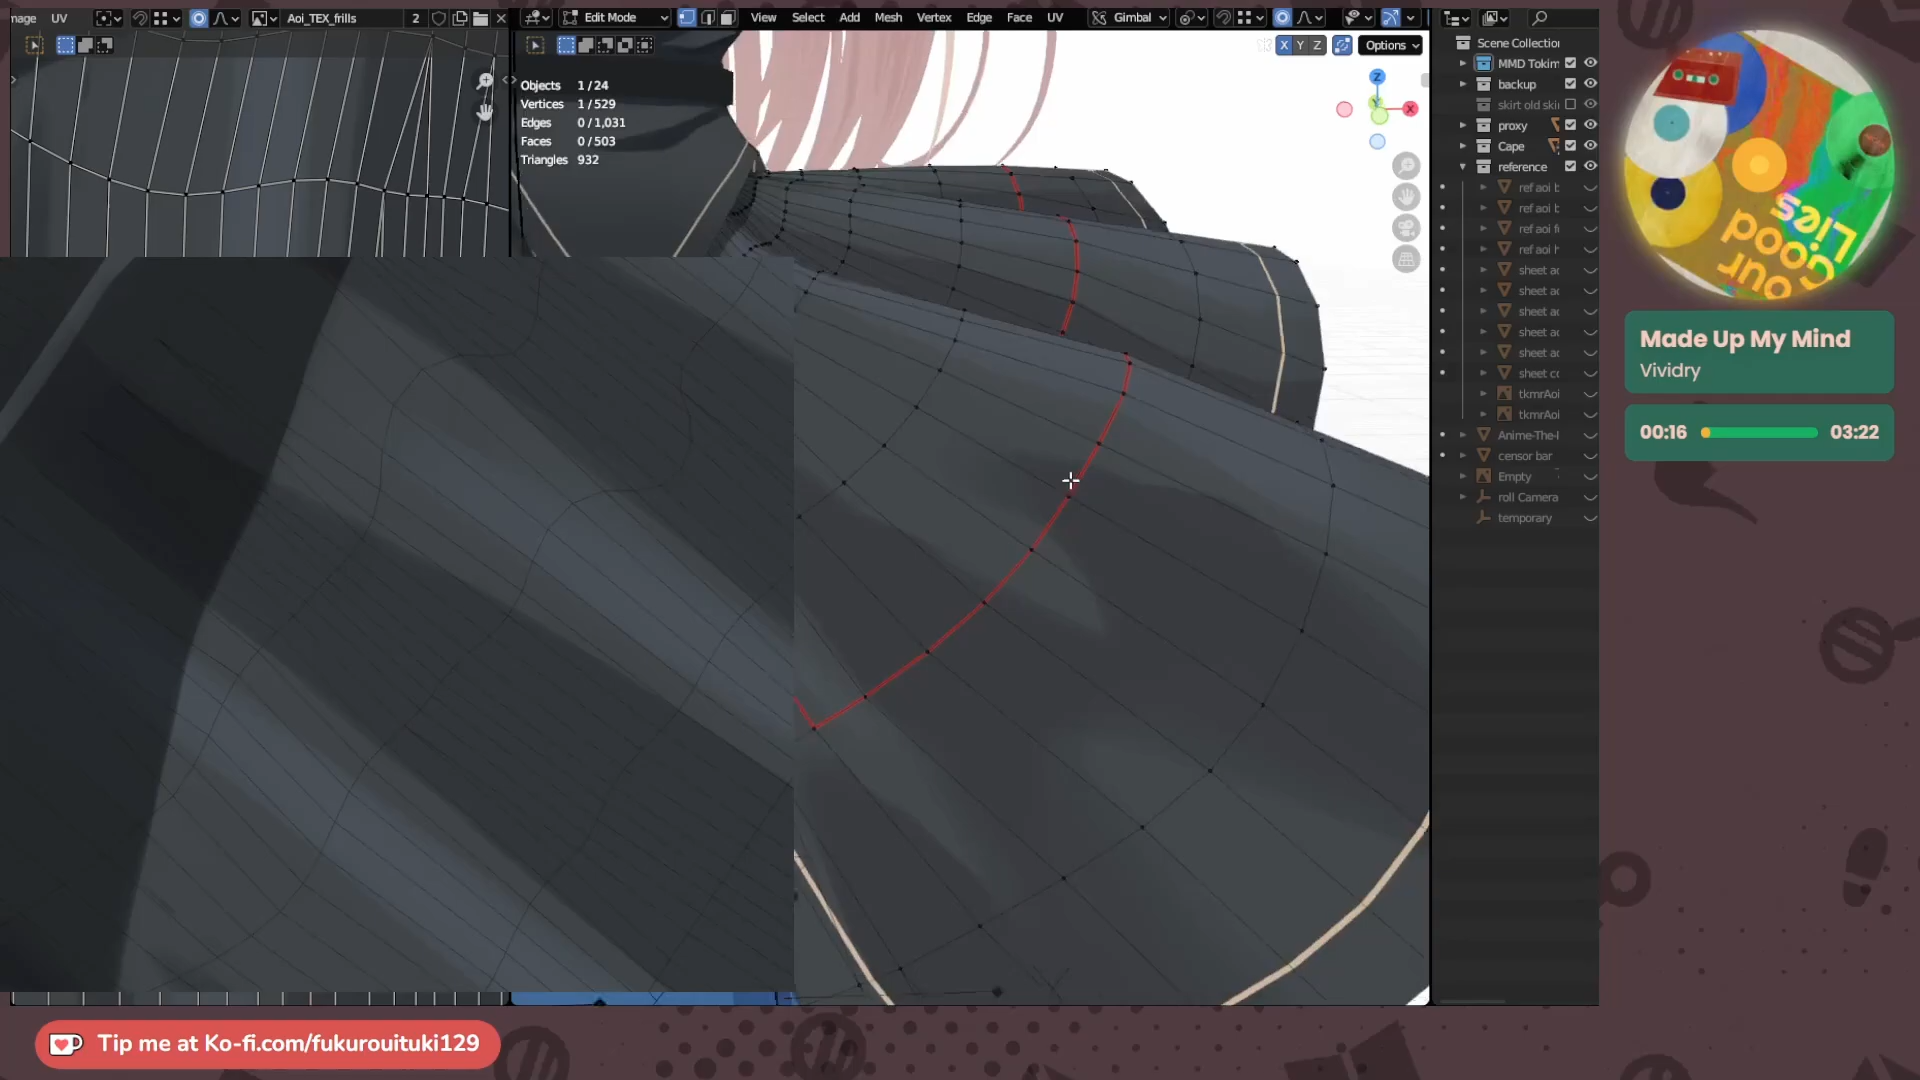 mage UV Aoi_TEX_frills 2
Edit Mode View Select Add Mesh Vertex Edge Face UV Gimbal
X Y Z Options
Objects 1/24
Vertices 1/529
Edges 0/1,031
Faces 0/503
Triangles 932
Z
X
Scene Collection
MMD Tokim
backup
skirt old ski
proxy
Cape
reference
ref aoi b
ref aoi b
ref aoi f
ref aoi h
sheet ac
sheet ac
sheet ac
sheet ac
sheet ac
sheet cc
tkmrAoi
tkmrAoi
Anime-The-
censor bar
Empty
roll Camera
temporary
Our
Good
Lies
Made Up My Mind
Vividry
00:16 03:22
Tip me at Ko-fi.com/fukurouituki129